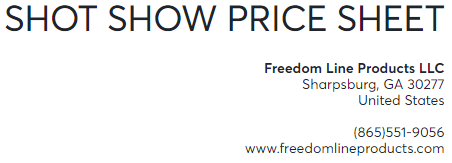 SHOT SHOW PRICE SHEET
Freedom Line Products LLC
Sharpsburg, GA 30277
United States
(865)551-9056
www.freedomlineproducts.com